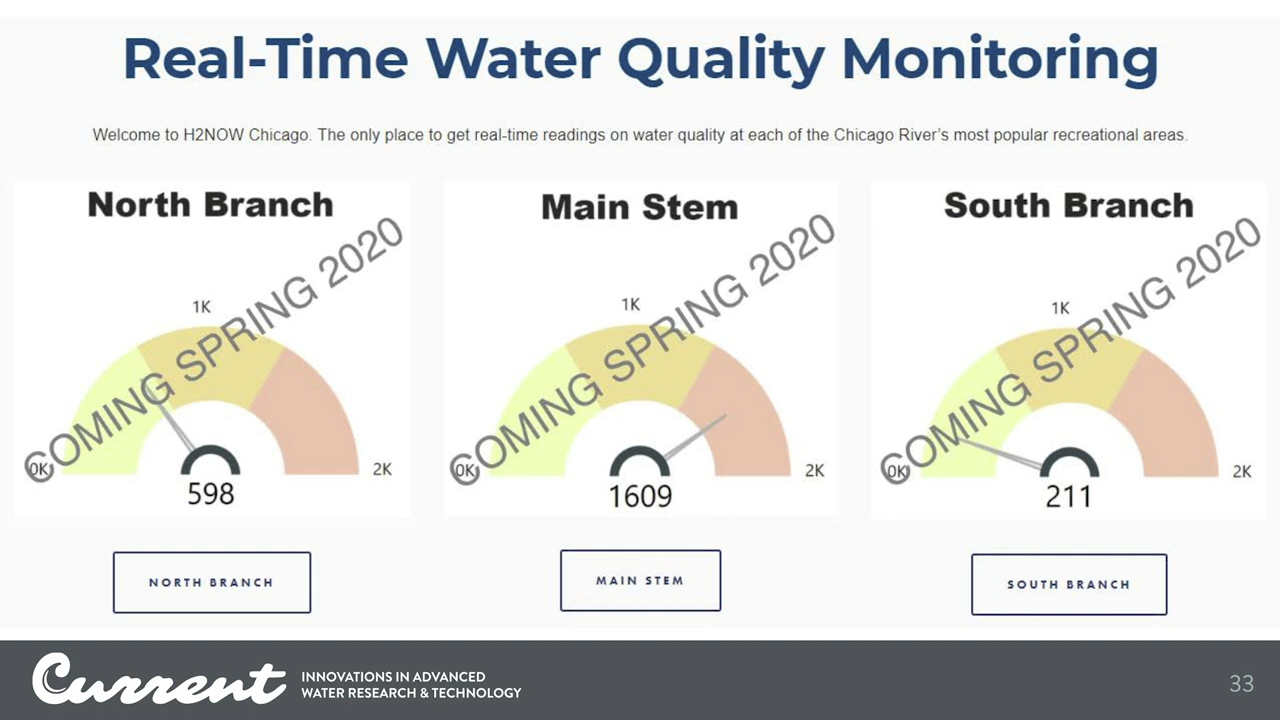 Real-Time Water Quality Monitoring
Welcome to H2NOW Chicago. The only place to get real-time readings on water quality at each of the Chicago River's most popular recreational areas.
North Branch
COMING SPRING 2020
1K
0K
2K
598
NORTH BRANCH
Main Stem
COMING SPRING 2020
1K
0K
2K
1609
MAIN STEM
South Branch
COMING SPRING 2020
1K
0K
2K
211
SOUTH BRANCH
Current
INNOVATIONS IN ADVANCED
WATER RESEARCH & TECHNOLOGY
33